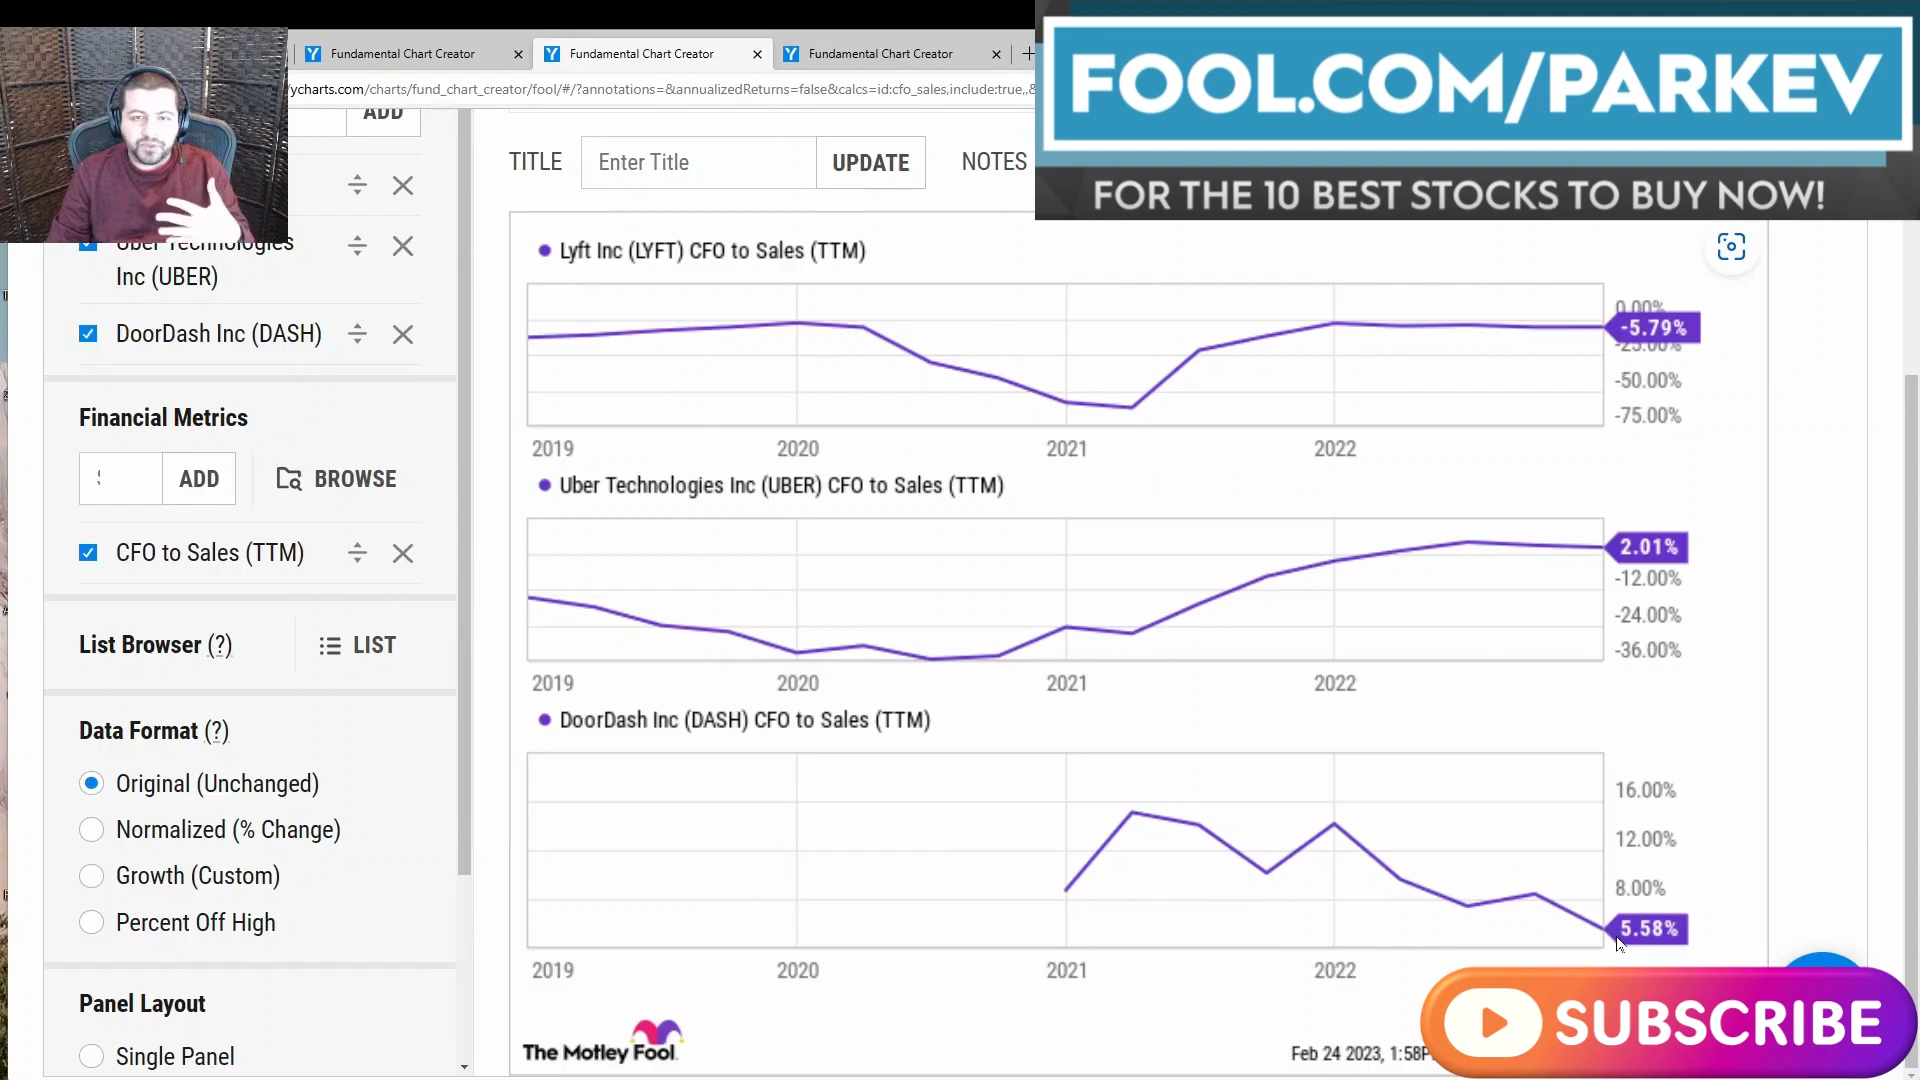 Fundamental Chart Creator
Fundamental Chart Creator
Fundamental Chart Creator
ycharts.com/charts/fund_chart_creator/fool/#/?annotations=&annualizedReturns=false&calcs=id:cfo_sales,include:true,,&
FOOL.COM/PARKEV
FOR THE 10 BEST STOCKS TO BUY NOW!
ADD
Uber Technologies
Inc (UBER)
DoorDash Inc (DASH)
Financial Metrics
ADD
BROWSE
CFO to Sales (TTM)
List Browser (?)
LIST
Data Format (?)
Original (Unchanged)
Normalized (% Change)
Growth (Custom)
Percent Off High
Panel Layout
Single Panel
TITLE
Enter Title
UPDATE
NOTES
Lyft Inc (LYFT) CFO to Sales (TTM)
0.00%
-5.79%
-25.00%
-50.00%
-75.00%
2019 2020 2021 2022
Uber Technologies Inc (UBER) CFO to Sales (TTM)
2.01%
-12.00%
-24.00%
-36.00%
2019 2020 2021 2022
DoorDash Inc (DASH) CFO to Sales (TTM)
16.00%
12.00%
8.00%
5.58%
2019 2020 2021 2022
The Motley Fool
Feb 24 2023, 1:58P
SUBSCRIBE